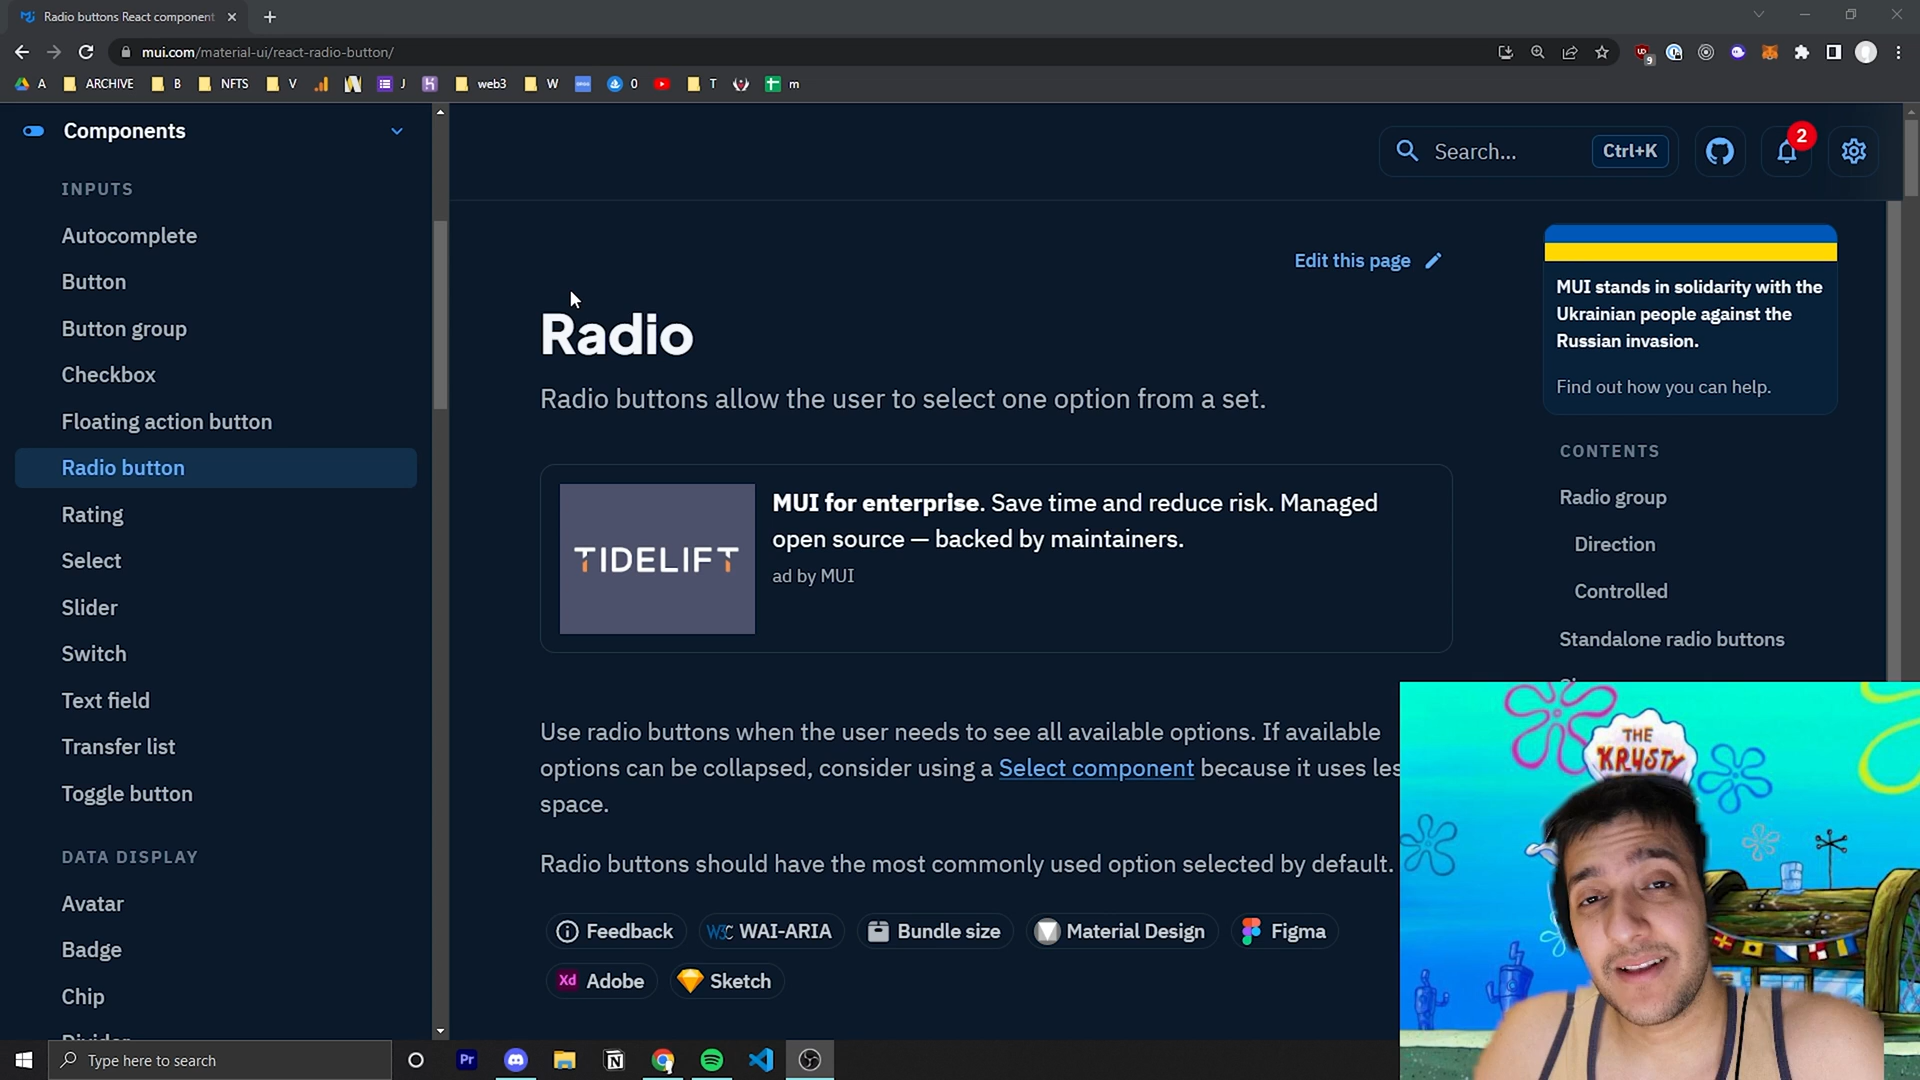 Radio buttons React component
mui.com/material-ui/react-radio-button/
9
A
ARCHIVE
B
NFTS
V
J
web3
W
0
T
m
Components
INPUTS
Autocomplete
Button
Button group
Checkbox
Floating action button
Radio button
Rating
Select
Slider
Switch
Text field
Transfer list
Toggle button
DATA DISPLAY
Avatar
Badge
Chip
Divider
Search...
Ctrl+K
2
Edit this page
Radio
Radio buttons allow the user to select one option from a set.
TIDELIFT
MUI for enterprise. Save time and reduce risk. Managed
open source — backed by maintainers.
ad by MUI
Use radio buttons when the user needs to see all available options. If available
options can be collapsed, consider using a Select component because it uses les
space.
Radio buttons should have the most commonly used option selected by default.
Feedback
W3C WAI-ARIA
Bundle size
Material Design
Figma
Xd Adobe
Sketch
MUI stands in solidarity with the
Ukrainian people against the
Russian invasion.
Find out how you can help.
CONTENTS
Radio group
Direction
Controlled
Standalone radio buttons
THE
KRUSTY
Type here to search
Pr